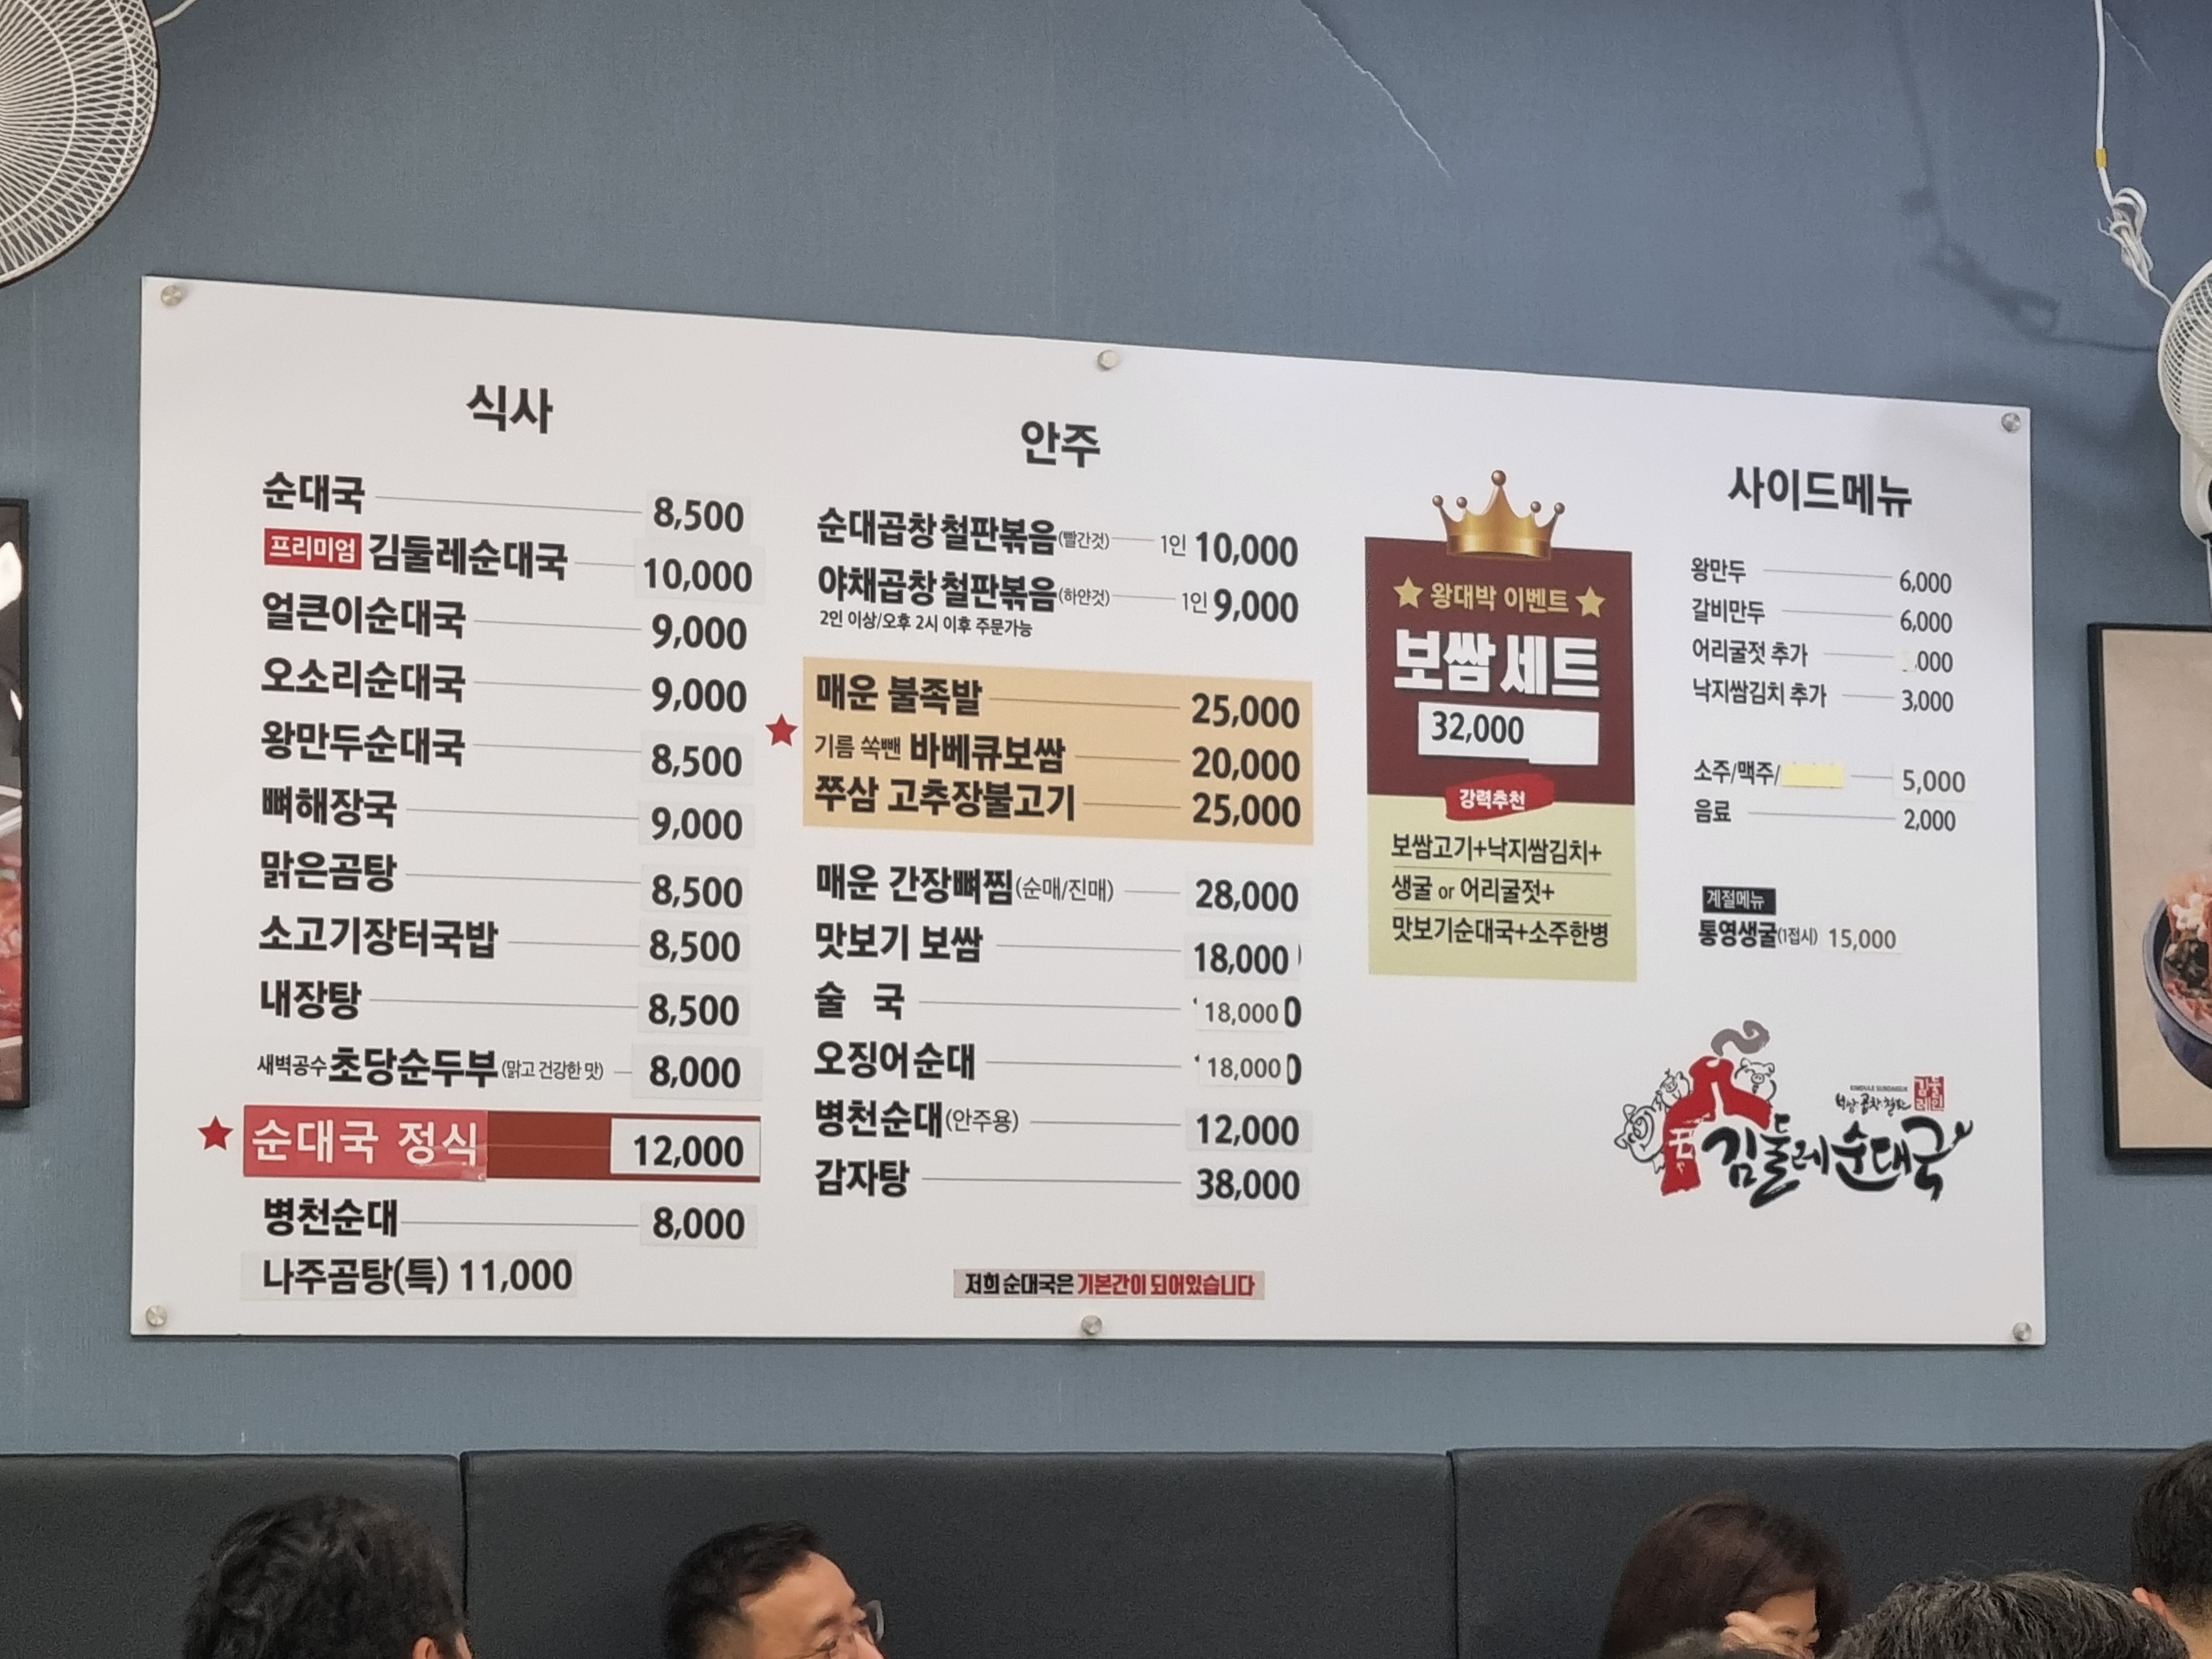 식사
순대국 8,500
프리미엄 김둘레순대국 10,000
얼큰이순대국 9,000
오소리순대국 9,000
왕만두순대국 8,500
뼈해장국 9,000
맑은곰탕 8,500
소고기장터국밥 8,500
내장탕 8,500
새벽공수 초당순두부 (맑고 건강한 맛) 8,000
순대국 정식 12,000
병천순대 8,000
나주곰탕(특) 11,000
안주
순대곱창 철판볶음(빨간것) 1인 10,000
야채곱창 철판볶음(하얀것) 1인 9,000
2인 이상/오후 2시 이후 주문가능
매운 불족발 25,000
기름 쏙뺀 바베큐보쌈 20,000
쭈삼 고추장불고기 25,000
매운 간장뼈찜(순매/진매) 28,000
맛보기 보쌈 18,000
술 국 18,000
오징어순대 18,000
병천순대(안주용) 12,000
감자탕 38,000
저희 순대국은 기본간이 되어있습니다
왕대박 이벤트
보쌈 세트
32,000
강력추천
보쌈고기+낙지쌈김치+
생굴 or 어리굴젓+
맛보기순대국+소주한병
사이드메뉴
왕만두 6,000
갈비만두 6,000
어리굴젓 추가 ,000
낙지쌈김치 추가 3,000
소주/맥주/ 5,000
음료 2,000
계절메뉴
통영생굴(1접시) 15,000
김둘레순대국